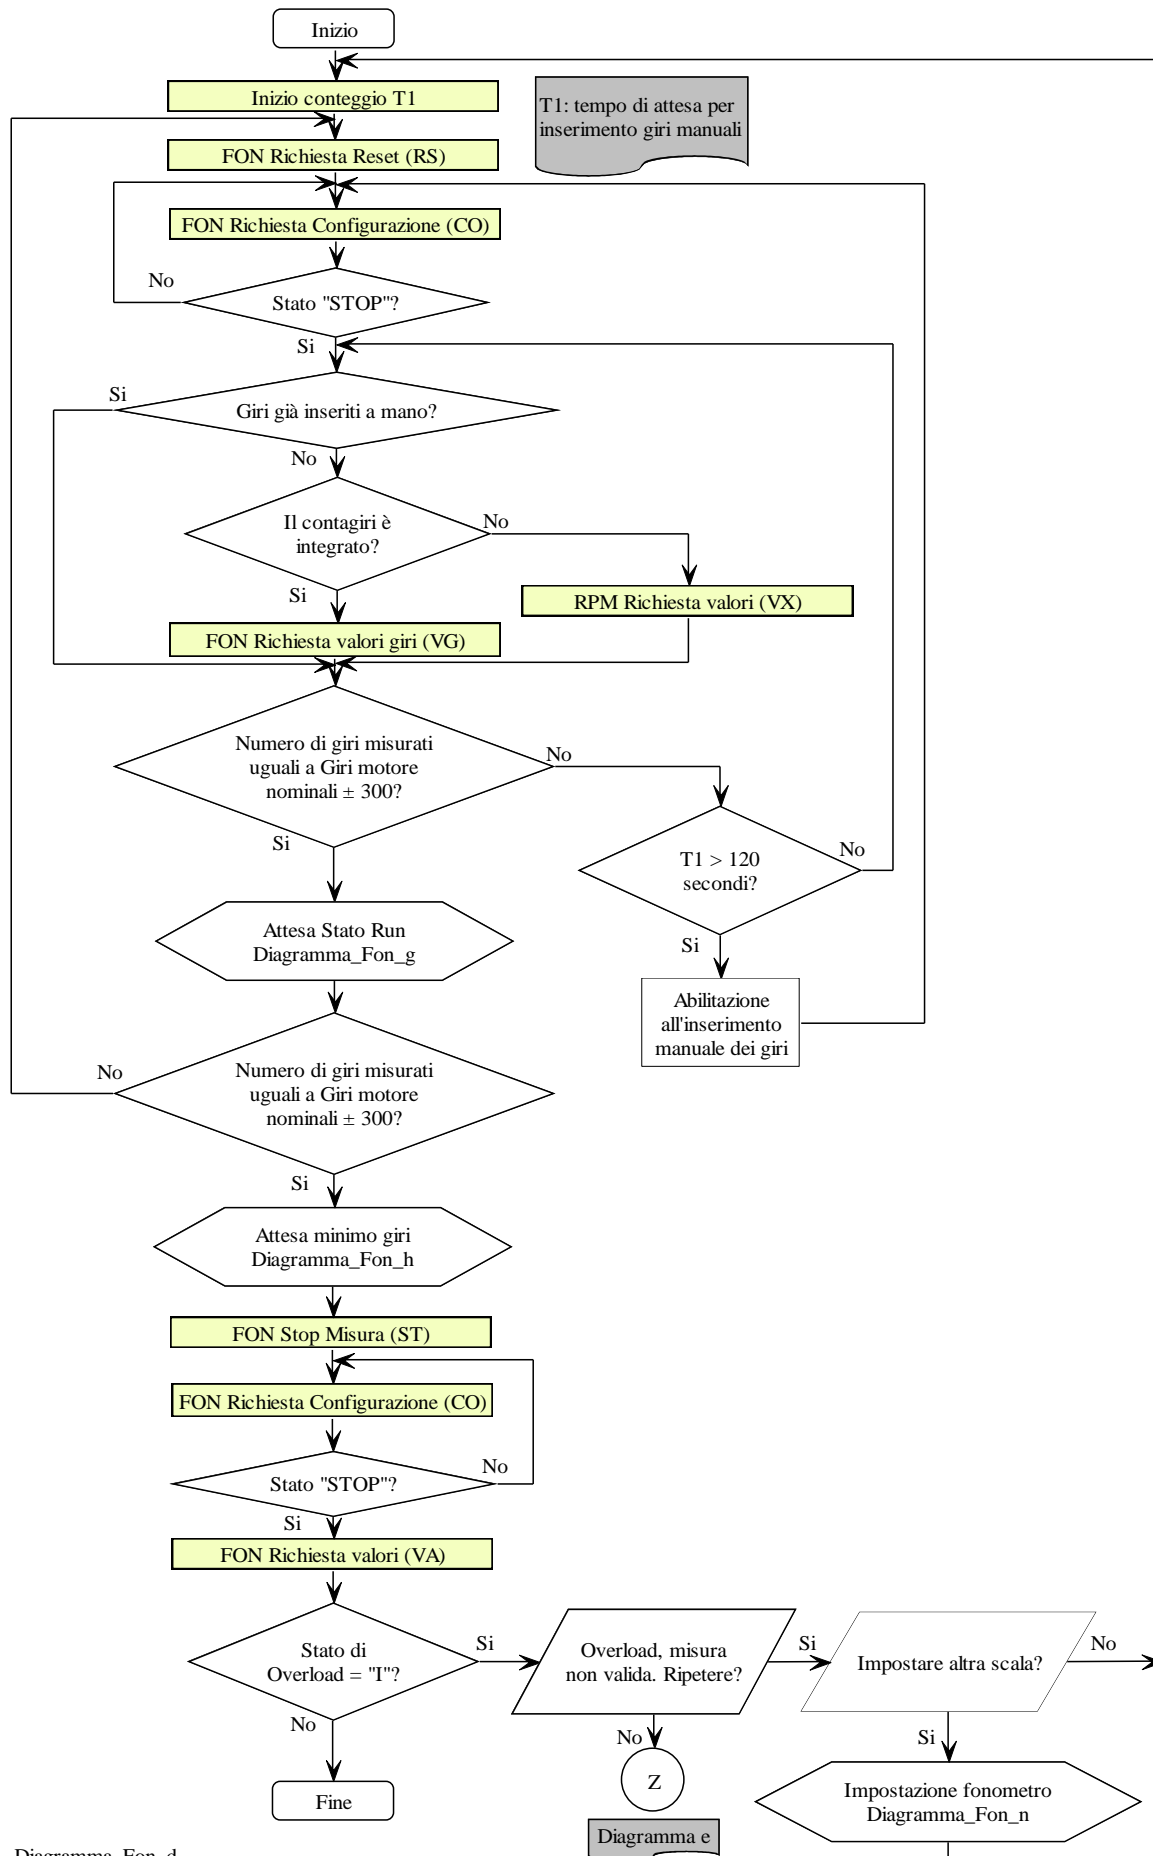 Inizio
Inizio conteggio T1
T1: tempo di attesa per
inserimento giri manuali
FON Richiesta Reset (RS)
FON Richiesta Configurazione (CO)
No
Stato "STOP"?
Si
Si
Giri già inseriti a mano?
No
Il contagiri è
integrato?
No
Si
RPM Richiesta valori (VX)
FON Richiesta valori giri (VG)
Numero di giri misurati
uguali a Giri motore
nominali ± 300?
No
Si
T1 > 120
secondi?
No
Si
Attesa Stato Run
Diagramma_Fon_g
Abilitazione
all'inserimento
manuale dei giri
No
Numero di giri misurati
uguali a Giri motore
nominali ± 300?
Si
Attesa minimo giri
Diagramma_Fon_h
FON Stop Misura (ST)
FON Richiesta Configurazione (CO)
No
Stato "STOP"?
Si
FON Richiesta valori (VA)
Stato di
Overload = "I"?
Si
No
Overload, misura
non valida. Ripetere?
Si
No
Impostare altra scala?
No
Si
Z
Fine
Impostazione fonometro
Diagramma_Fon_n
Diagramma e
Diagramma_Fon_d